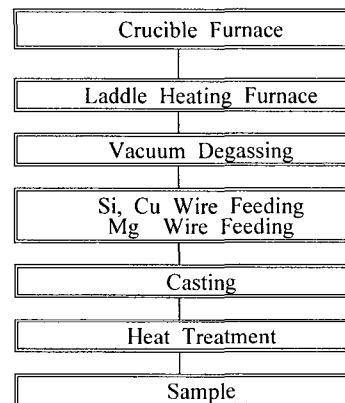 Crucible Furnace
Laddle Heating Furnace
Vacuum Degassing
Si, Cu Wire Feeding
Mg Wire Feeding
Casting
Heat Treatment
Sample